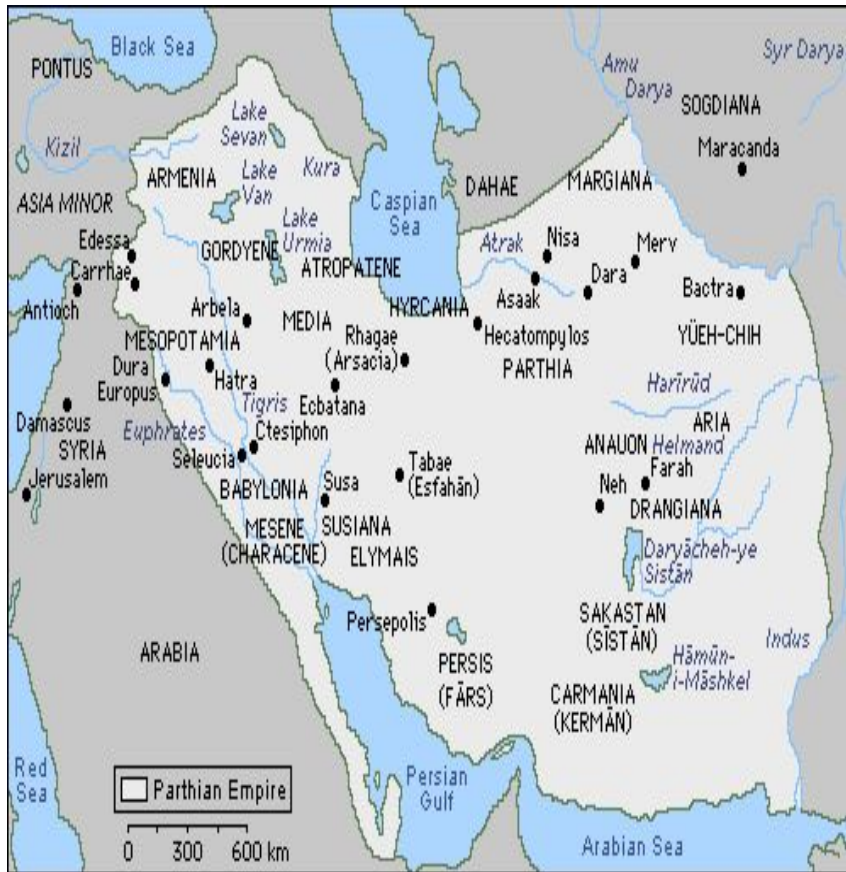 Black Sea
PONTUS
Kizil
ASIA MINOR
Lake
Sevan
Kura
ARMENIA
Lake
Van
Lake
Urmia
GORDYENE
ATROPATENE
Caspian
Sea
DAHAE
Amu
Darya
Syr Darya
SOGDIANA
Maracanda
MARGIANA
Edessa
Carrhae
Antioch
Arbela
MEDIA
HYRCANIA
Atrak
Nisa
Asaak
Merv
Dara
Bactra
Hecatompylos
PARTHIA
YÜEH-CHIH
MESOPOTAMIA
Dura
Europus
Hatra
Rhagae
(Arsacia)
Ecbatana
Tigris
Ctesiphon
Euphrates
Seleucia
Damascus
SYRIA
Jerusalem
Harīrūd
ARIA
ANAUON
Helmand
Farah
Neh
DRANGIANA
Tabae
(Esfahān)
BABYLONIA
Susa
MESENE
(CHARACENE)
SUSIANA
ELYMAIS
Daryācheh-ye
Sīstān
Persepolis
SAKASTAN
(SĪSTĀN)
Indus
ARABIA
PERSIS
(FĀRS)
Hāmūn-
i-Māshkel
CARMANIA
(KERMĀN)
Red
Sea
Parthian Empire
0 300 600 km
Persian
Gulf
Arabian Sea